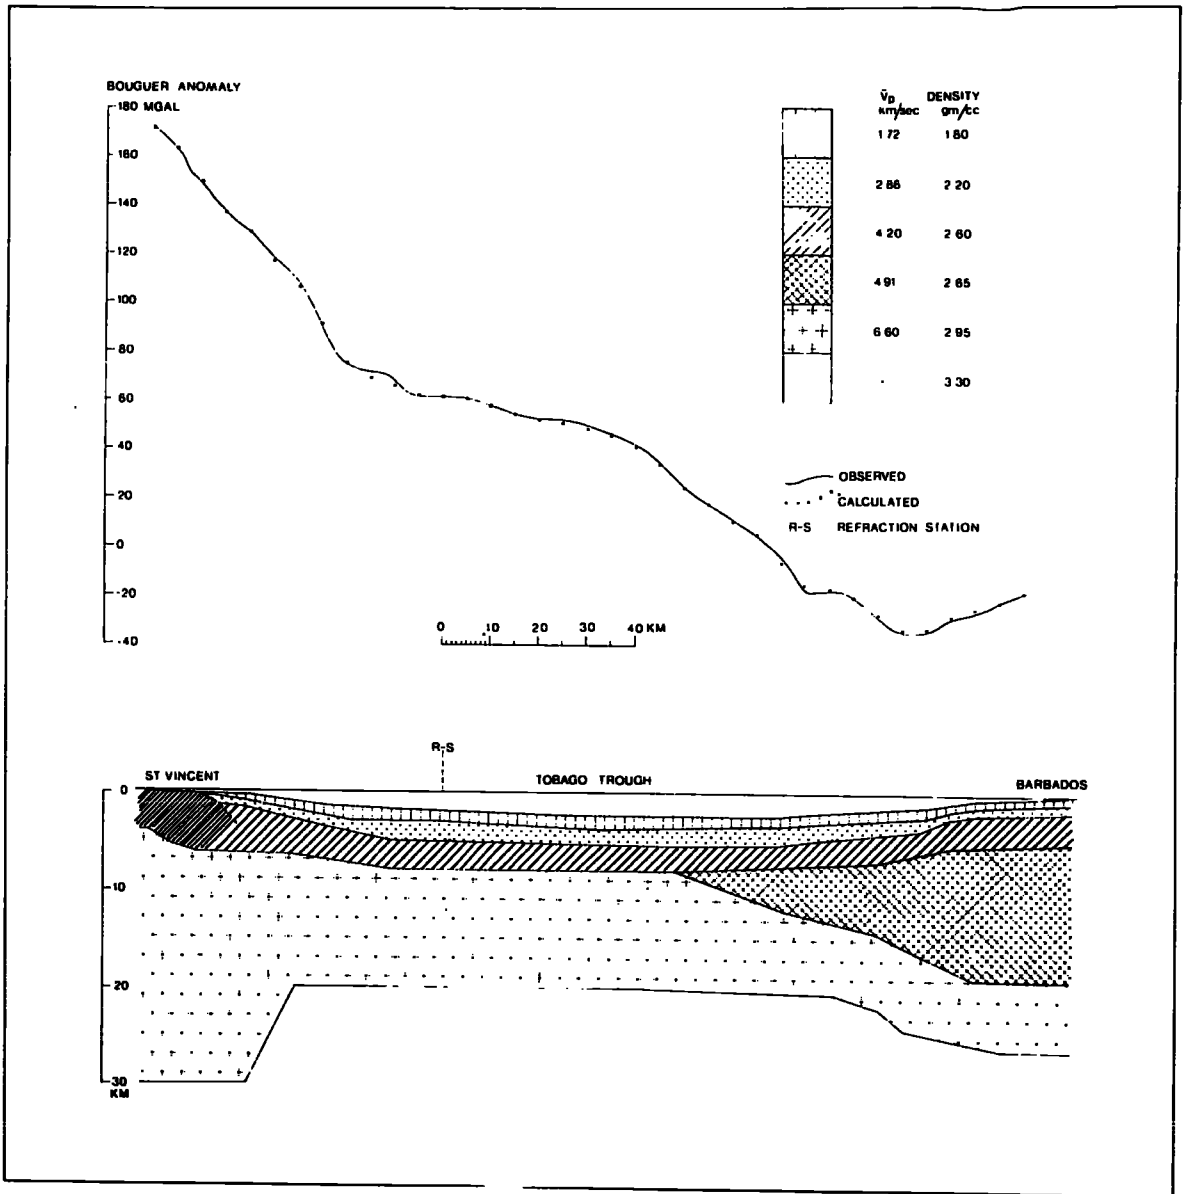 BOUGUER ANOMALY
180 MGAL
160
140
120
100
80
60
40
20
0
-20
-40
V̄D DENSITY
km/sec gm/cc
1 72 1 80
2 88 2 20
4 20 2 60
4 91 2 65
6 60 2 95
3 30
OBSERVED
CALCULATED
R-S REFRACTION STATION
0 10 20 30 40 KM
R-S
ST VINCENT TOBAGO TROUGH BARBADOS
0
10
20
30
KM